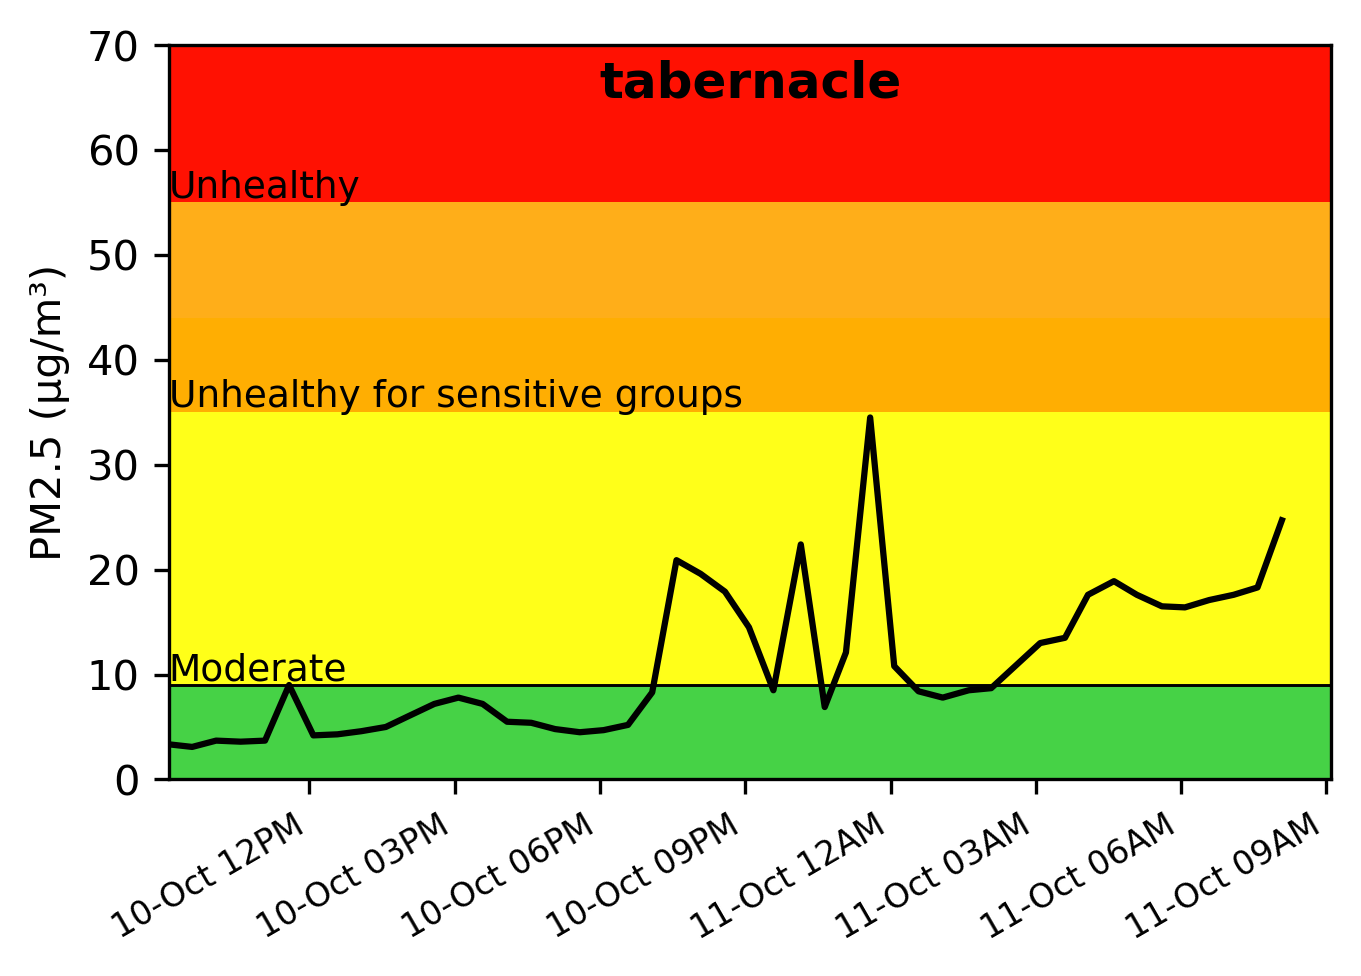 tabernacle
PM2.5 (µg/m³)
70
60
50
40
30
20
10
0
Unhealthy
Unhealthy for sensitive groups
Moderate
10-Oct 12PM
10-Oct 03PM
10-Oct 06PM
10-Oct 09PM
11-Oct 12AM
11-Oct 03AM
11-Oct 06AM
11-Oct 09AM